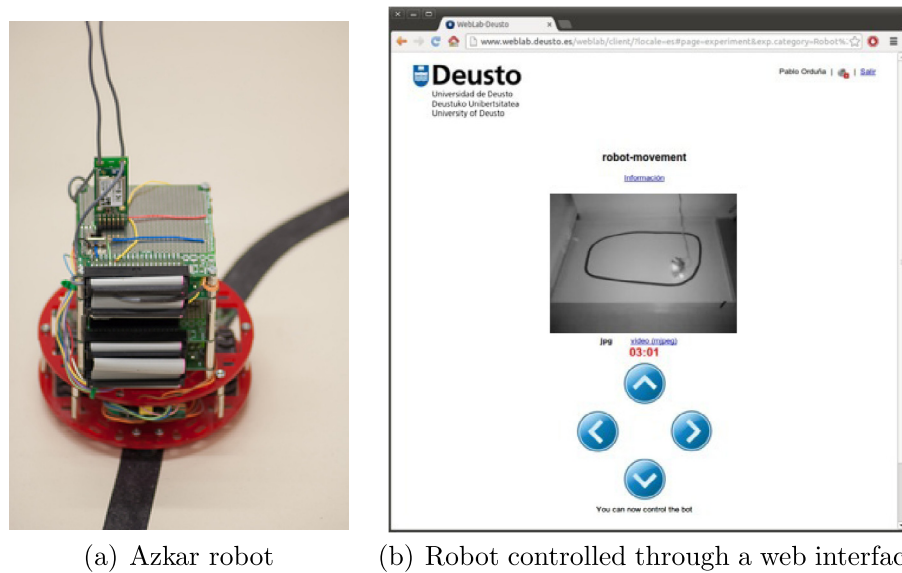 WebLab-Deusto
www.weblab.deusto.es/weblab/client/?locale=es#page=experiment&exp.category=Robot%
Deusto
Universidad de Deusto
Deustuko Unibertsitatea
University of Deusto
Pablo Orduña | | Salir
robot-movement
Información
jpg video (mjpeg)
03:01
You can now control the bot
(a) Azkar robot
(b) Robot controlled through a web interfac